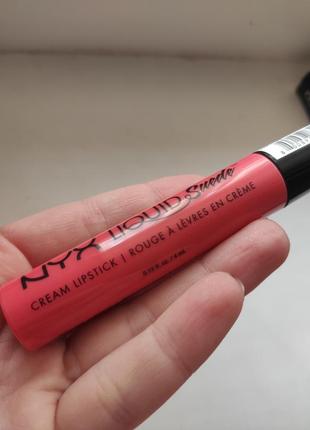 NYX LIQUID Suede
CREAM LIPSTICK | ROUGE À LÈVRES EN CRÈME